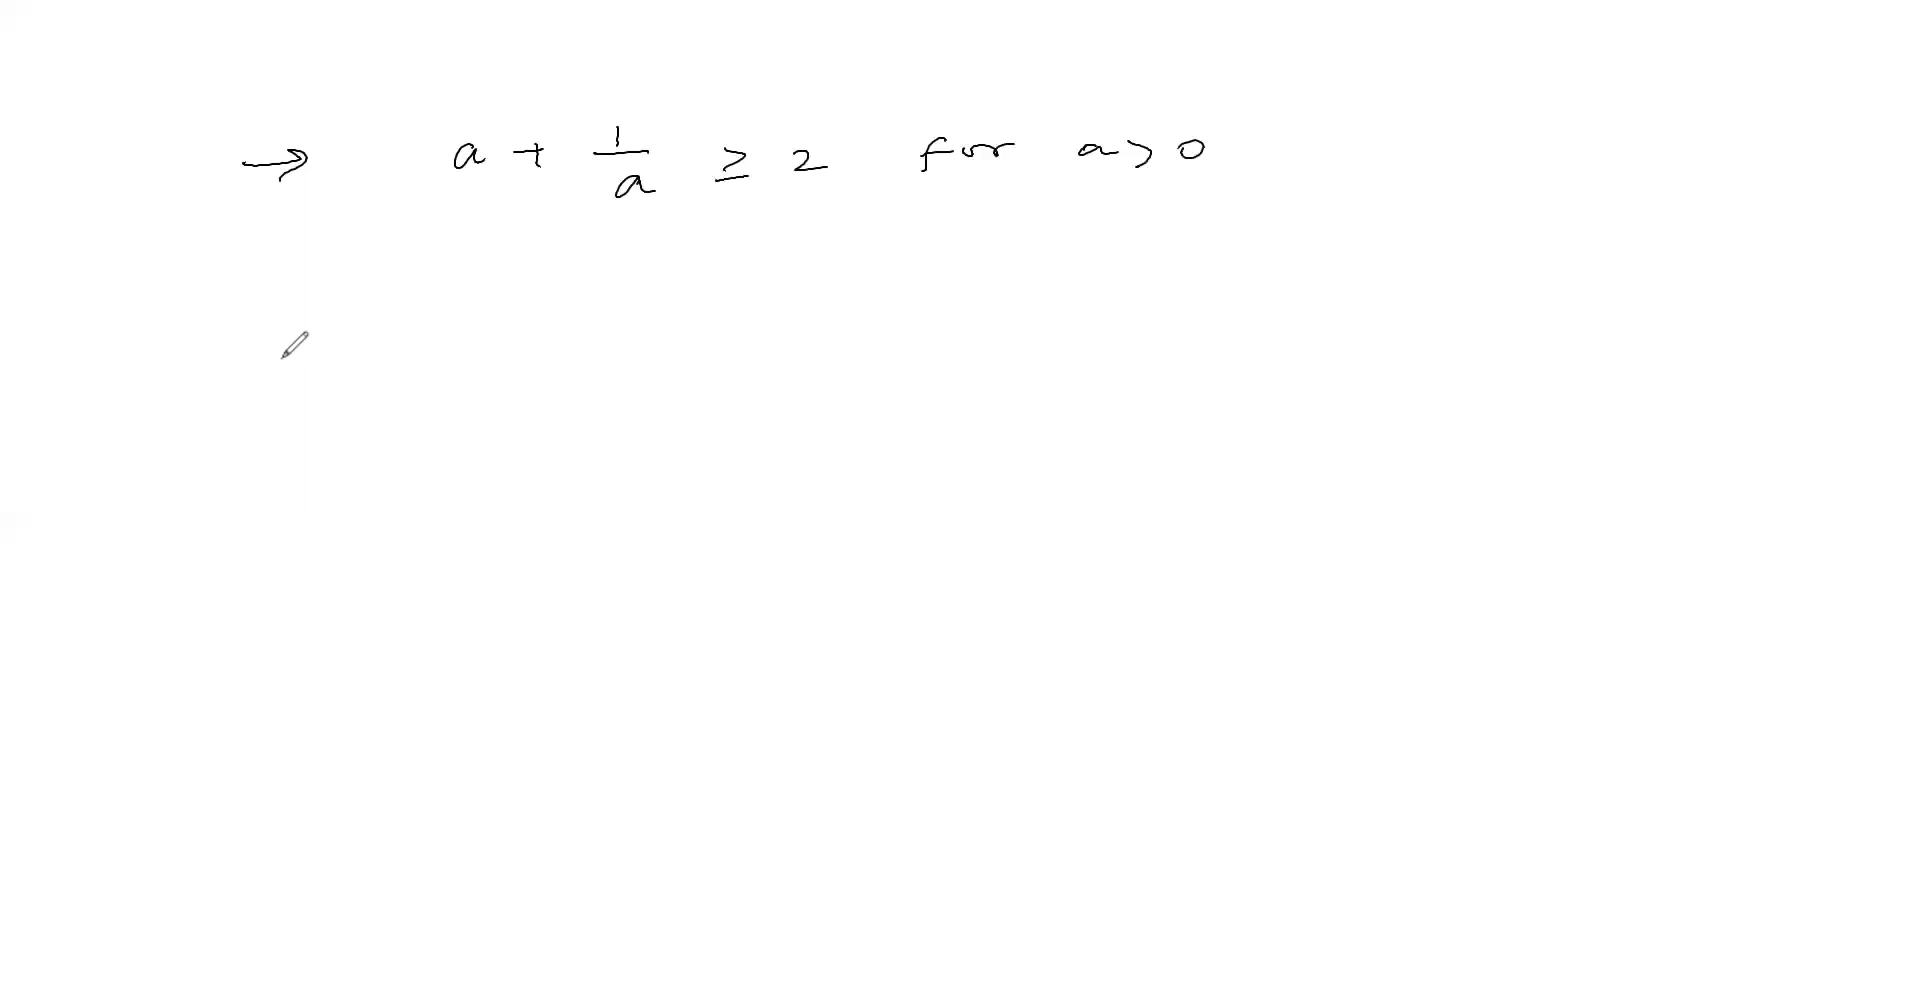 → a + 1/a ≥ 2 for a > 0